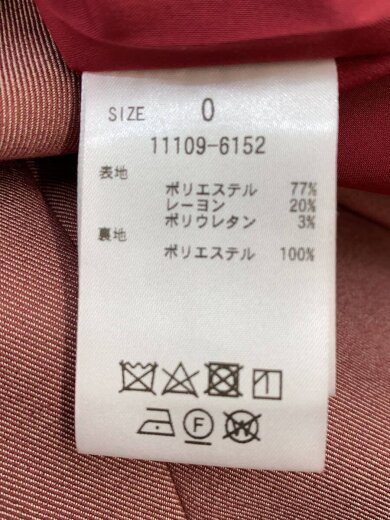 SIZE 0
11109-6152
表地
ポリエステル 77%
レーヨン 20%
ポリウレタン 3%
裏地
ポリエステル 100%
F W